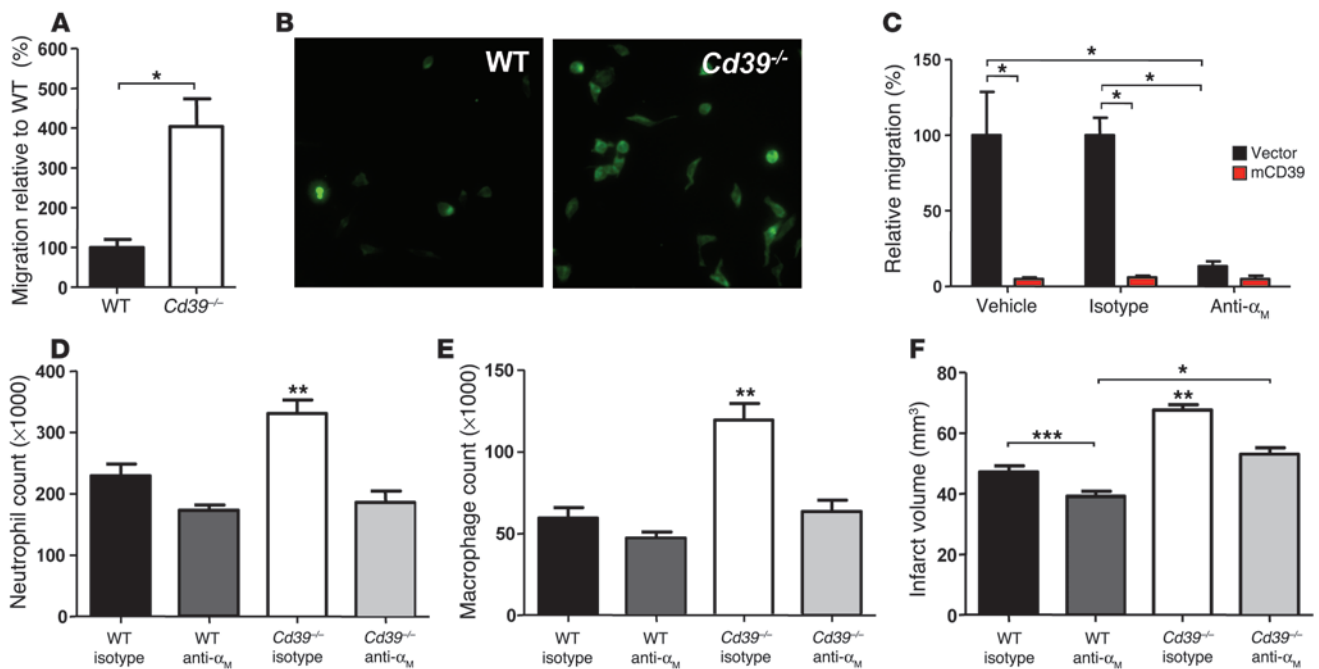 A
Migration relative to WT (%)
600
500
400
300
200
100
0
*
WT
Cd39⁻/⁻
B
WT
Cd39⁻/⁻
C
Relative migration (%)
150
100
50
0
*
*
*
*
Vector
mCD39
Vehicle
Isotype
Anti-αM
D
Neutrophil count (×1000)
400
300
200
100
0
**
WT
isotype
WT
anti-αM
Cd39⁻/⁻
isotype
Cd39⁻/⁻
anti-αM
E
Macrophage count (×1000)
150
100
50
0
**
WT
isotype
WT
anti-αM
Cd39⁻/⁻
isotype
Cd39⁻/⁻
anti-αM
F
Infarct volume (mm³)
80
60
40
20
0
*
**
***
WT
isotype
WT
anti-αM
Cd39⁻/⁻
isotype
Cd39⁻/⁻
anti-αM